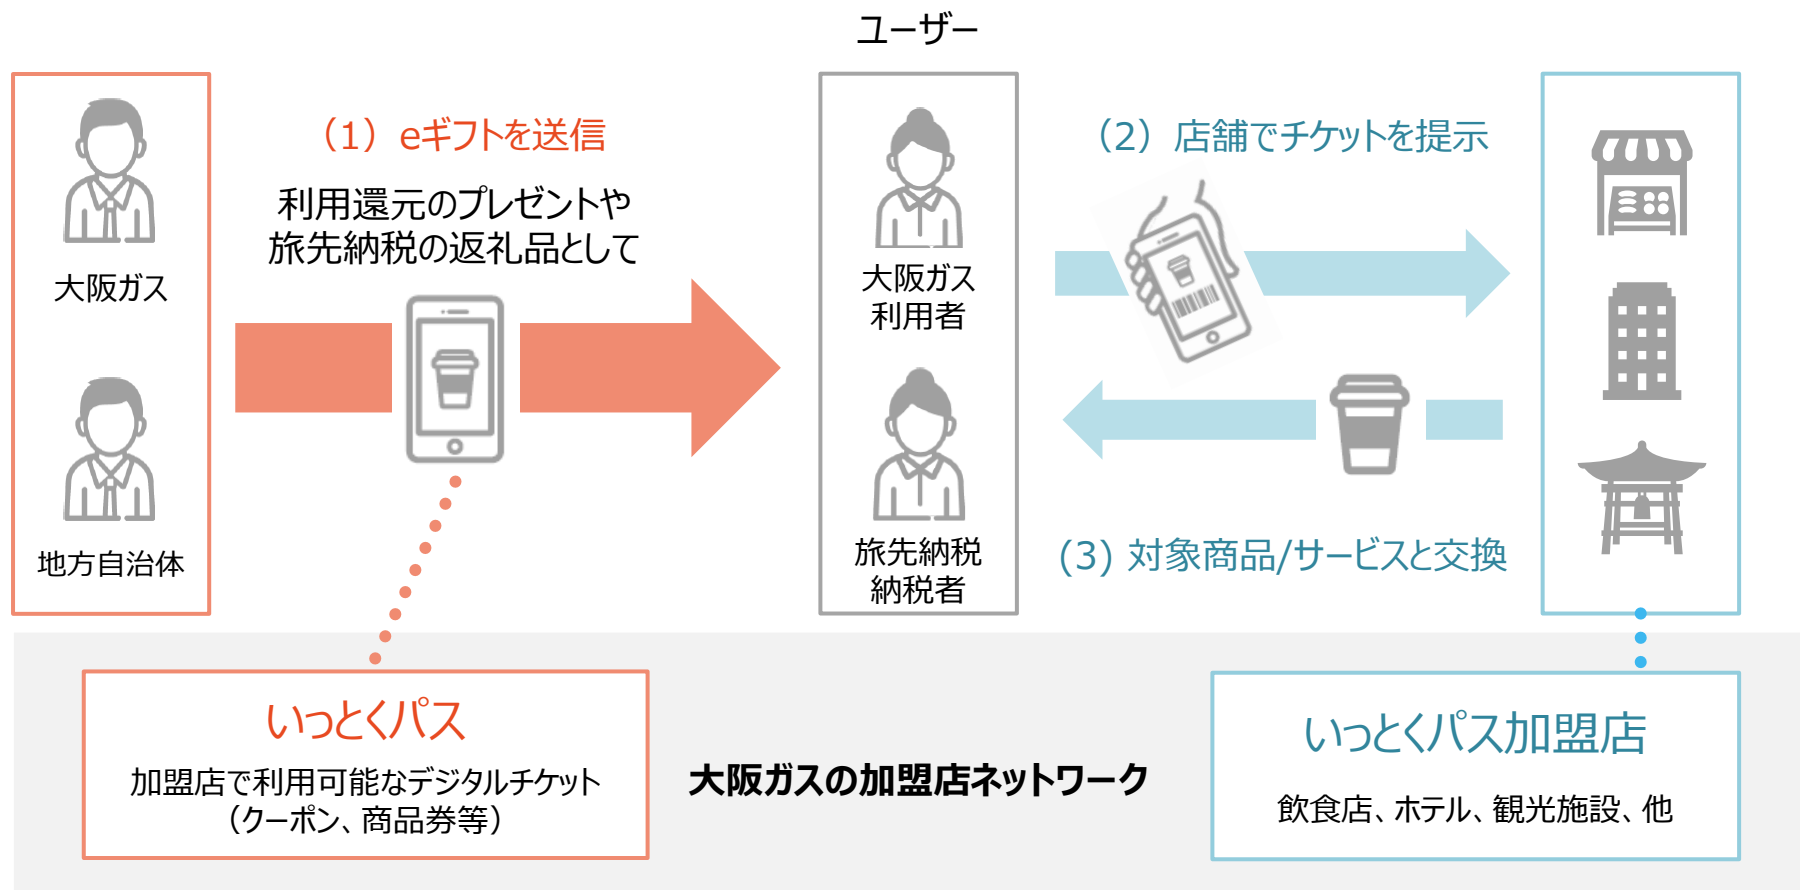 ユーザー
（1）eギフトを送信
利用還元のプレゼントや
旅先納税の返礼品として
大阪ガス
地方自治体
大阪ガス
利用者
旅先納税
納税者
（2）店舗でチケットを提示
(3) 対象商品/サービスと交換
いっとくパス
加盟店で利用可能なデジタルチケット
（クーポン、商品券等）
大阪ガスの加盟店ネットワーク
いっとくパス加盟店
飲食店、ホテル、観光施設、他